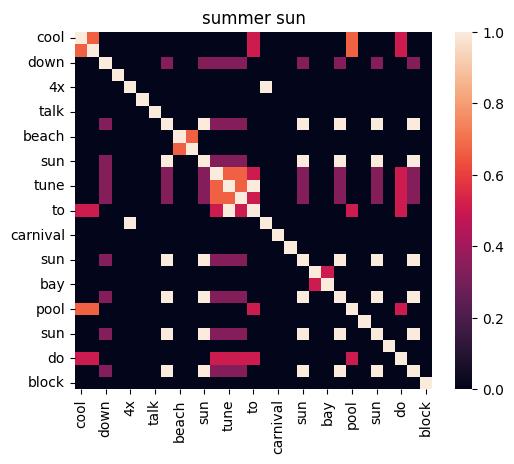 summer sun
cool
down
4x
talk
beach
sun
tune
to
carnival
sun
bay
pool
sun
do
block
1.0
0.8
0.6
0.4
0.2
0.0
cool
down
4x
talk
beach
sun
tune
to
carnival
sun
bay
pool
sun
do
block